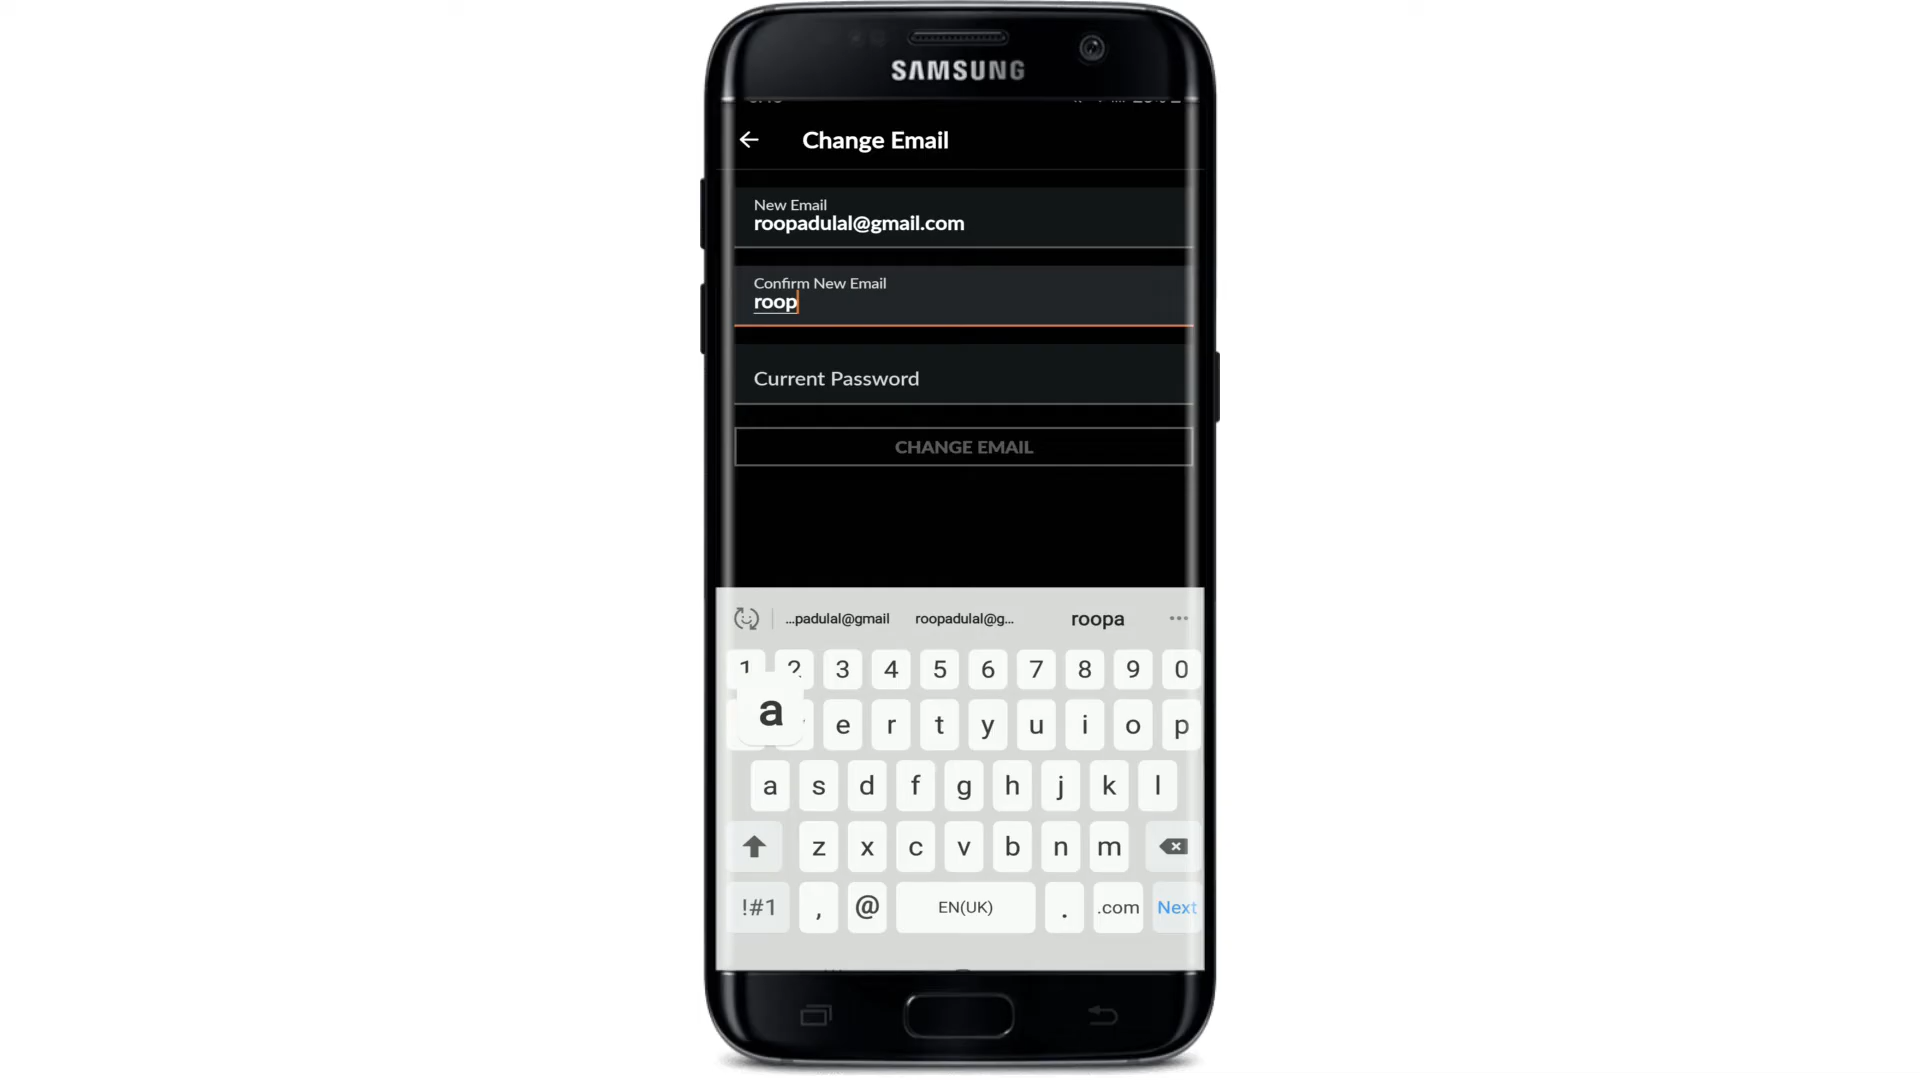 SAMSUNG
Change Email
New Email
roopadulal@gmail.com
Confirm New Email
roop
Current Password
CHANGE EMAIL
...padulal@gmail roopadulal@g... roopa ...
1 2 3 4 5 6 7 8 9 0
a e r t y u i o p
a s d f g h j k l
z x c v b n m
!#1 , @ EN(UK) . .com Next